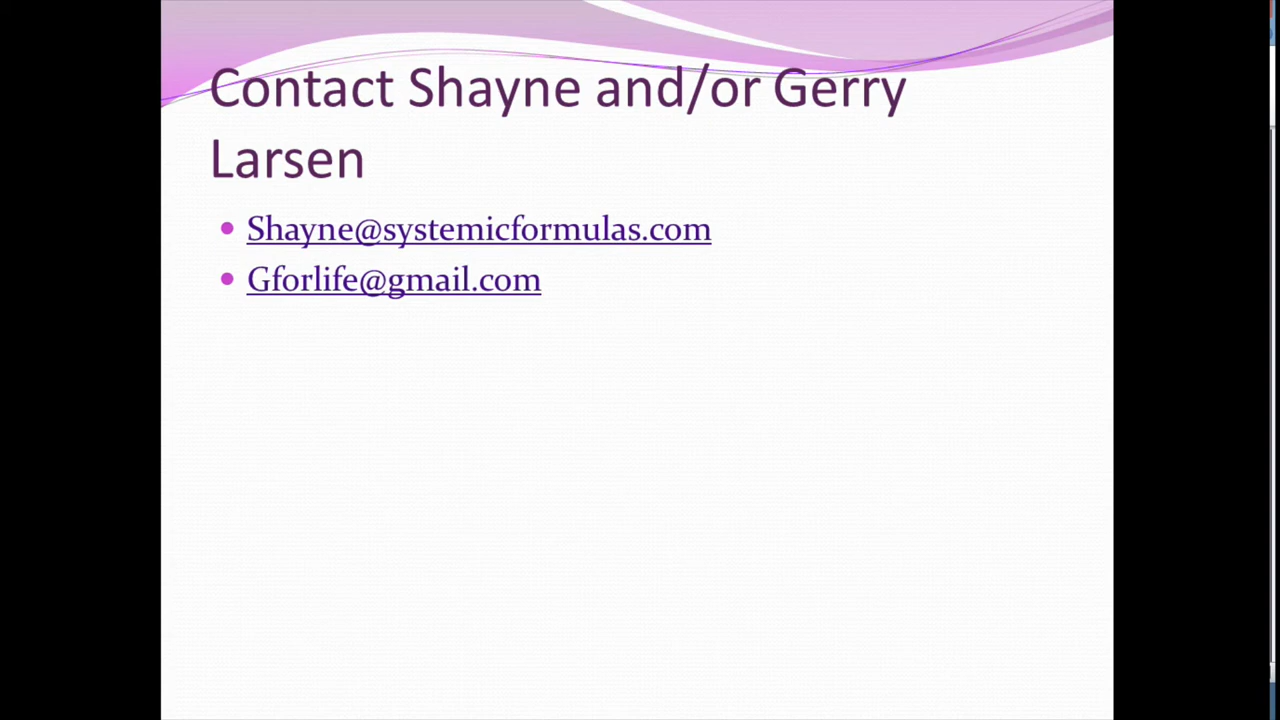 Contact Shayne and/or Gerry
Larsen
• Shayne@systemicformulas.com
• Gforlife@gmail.com